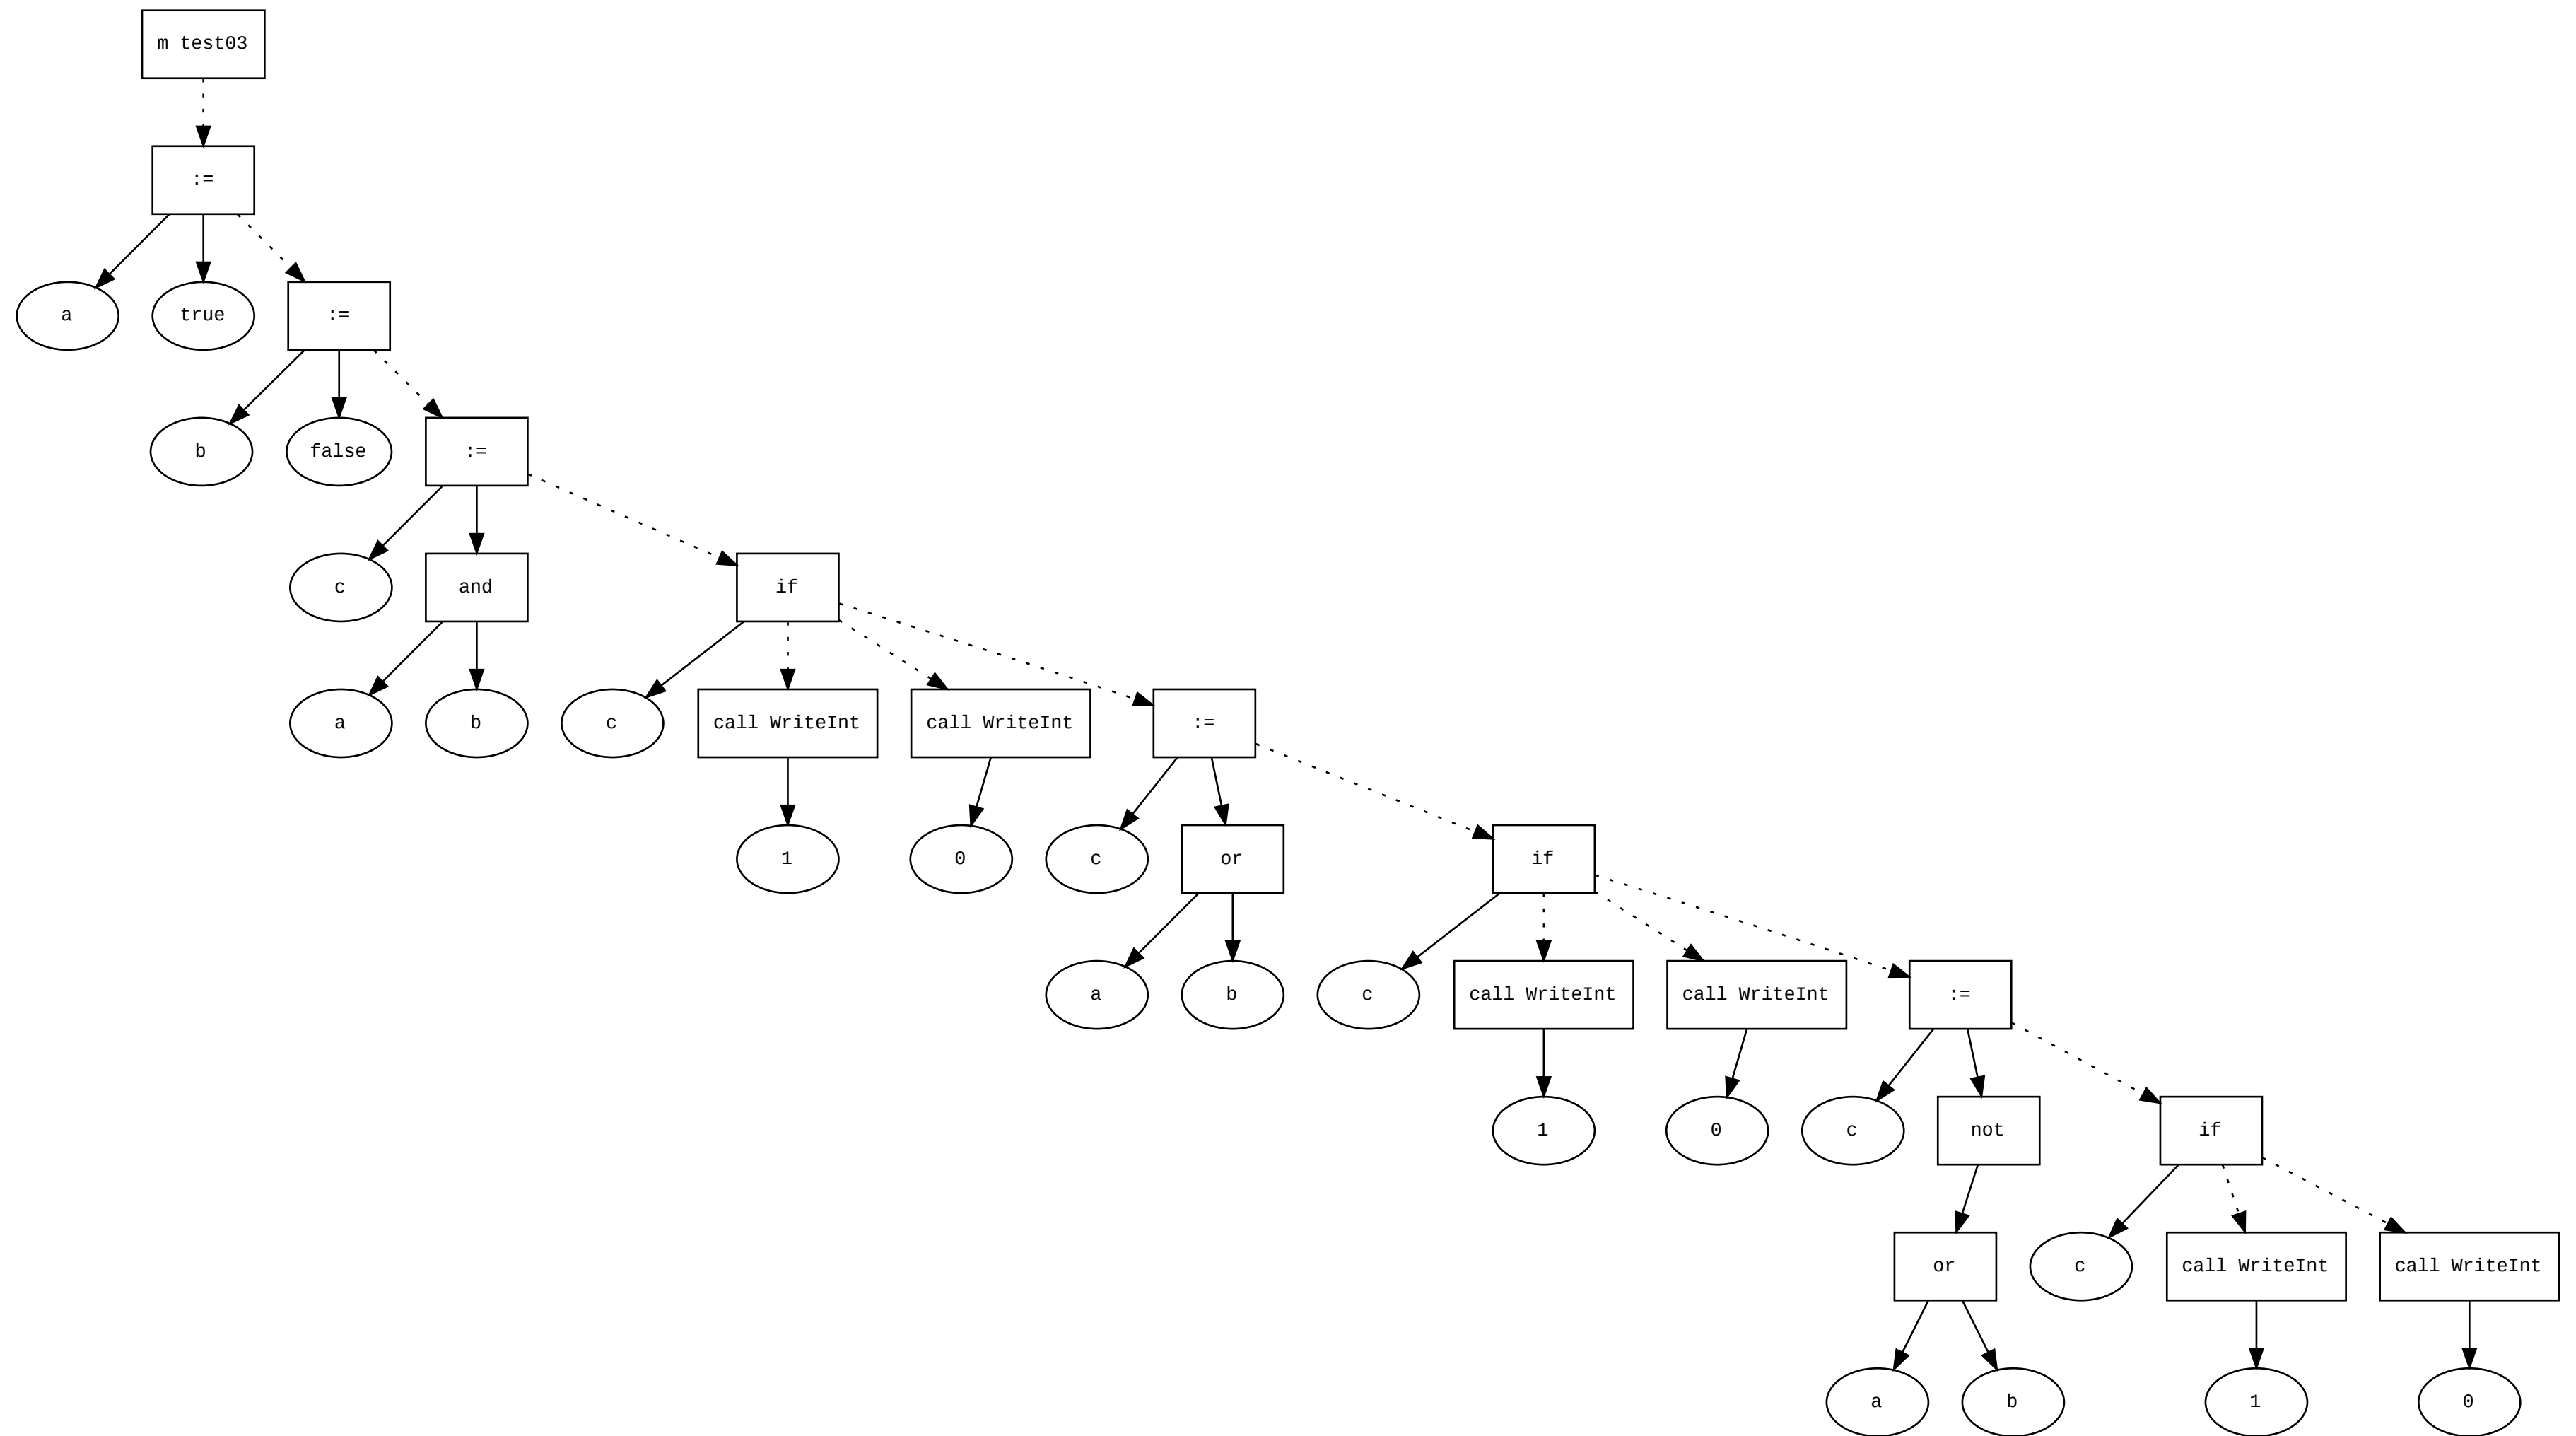 m test03
:=
a
true
:=
b
false
:=
c
and
if
a
b
c
call WriteInt
call WriteInt
:=
1
0
c
or
if
a
b
c
call WriteInt
call WriteInt
:=
1
0
c
not
if
or
c
call WriteInt
call WriteInt
a
b
1
0